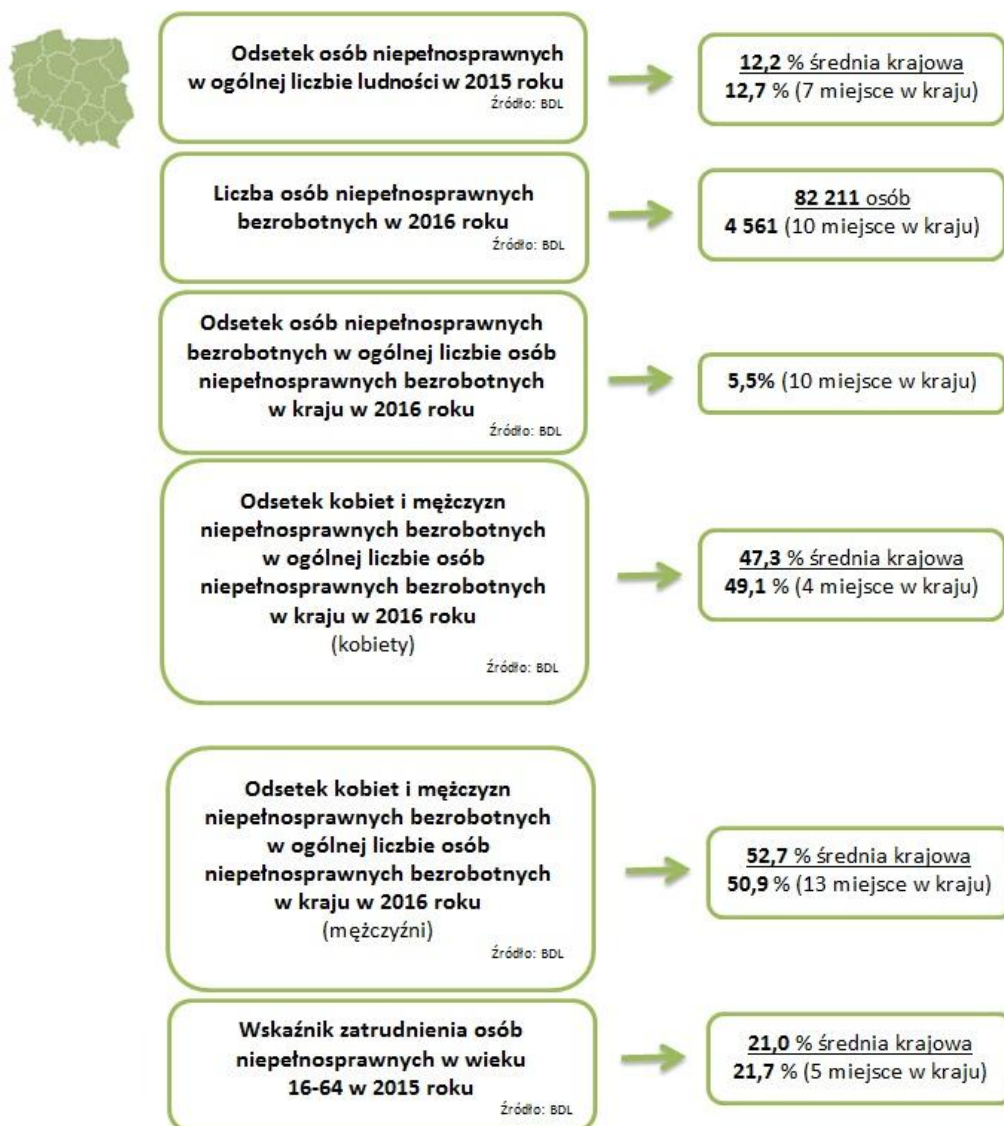 Odsetek osób niepełnosprawnych
w ogólnej liczbie ludności w 2015 roku
Źródło: BDL
12,2 % średnia krajowa
12,7 % (7 miejsce w kraju)
Liczba osób niepełnosprawnych
bezrobotnych w 2016 roku
Źródło: BDL
82 211 osób
4 561 (10 miejsce w kraju)
Odsetek osób niepełnosprawnych
bezrobotnych w ogólnej liczbie osób
niepełnosprawnych bezrobotnych
w kraju w 2016 roku
Źródło: BDL
5,5% (10 miejsce w kraju)
Odsetek kobiet i mężczyzn
niepełnosprawnych bezrobotnych
w ogólnej liczbie osób
niepełnosprawnych bezrobotnych
w kraju w 2016 roku
(kobiety)
Źródło: BDL
47,3 % średnia krajowa
49,1 % (4 miejsce w kraju)
Odsetek kobiet i mężczyzn
niepełnosprawnych bezrobotnych
w ogólnej liczbie osób
niepełnosprawnych bezrobotnych
w kraju w 2016 roku
(mężczyźni)
Źródło: BDL
52,7 % średnia krajowa
50,9 % (13 miejsce w kraju)
Wskaźnik zatrudnienia osób
niepełnosprawnych w wieku
16-64 w 2015 roku
Źródło: BDL
21,0 % średnia krajowa
21,7 % (5 miejsce w kraju)